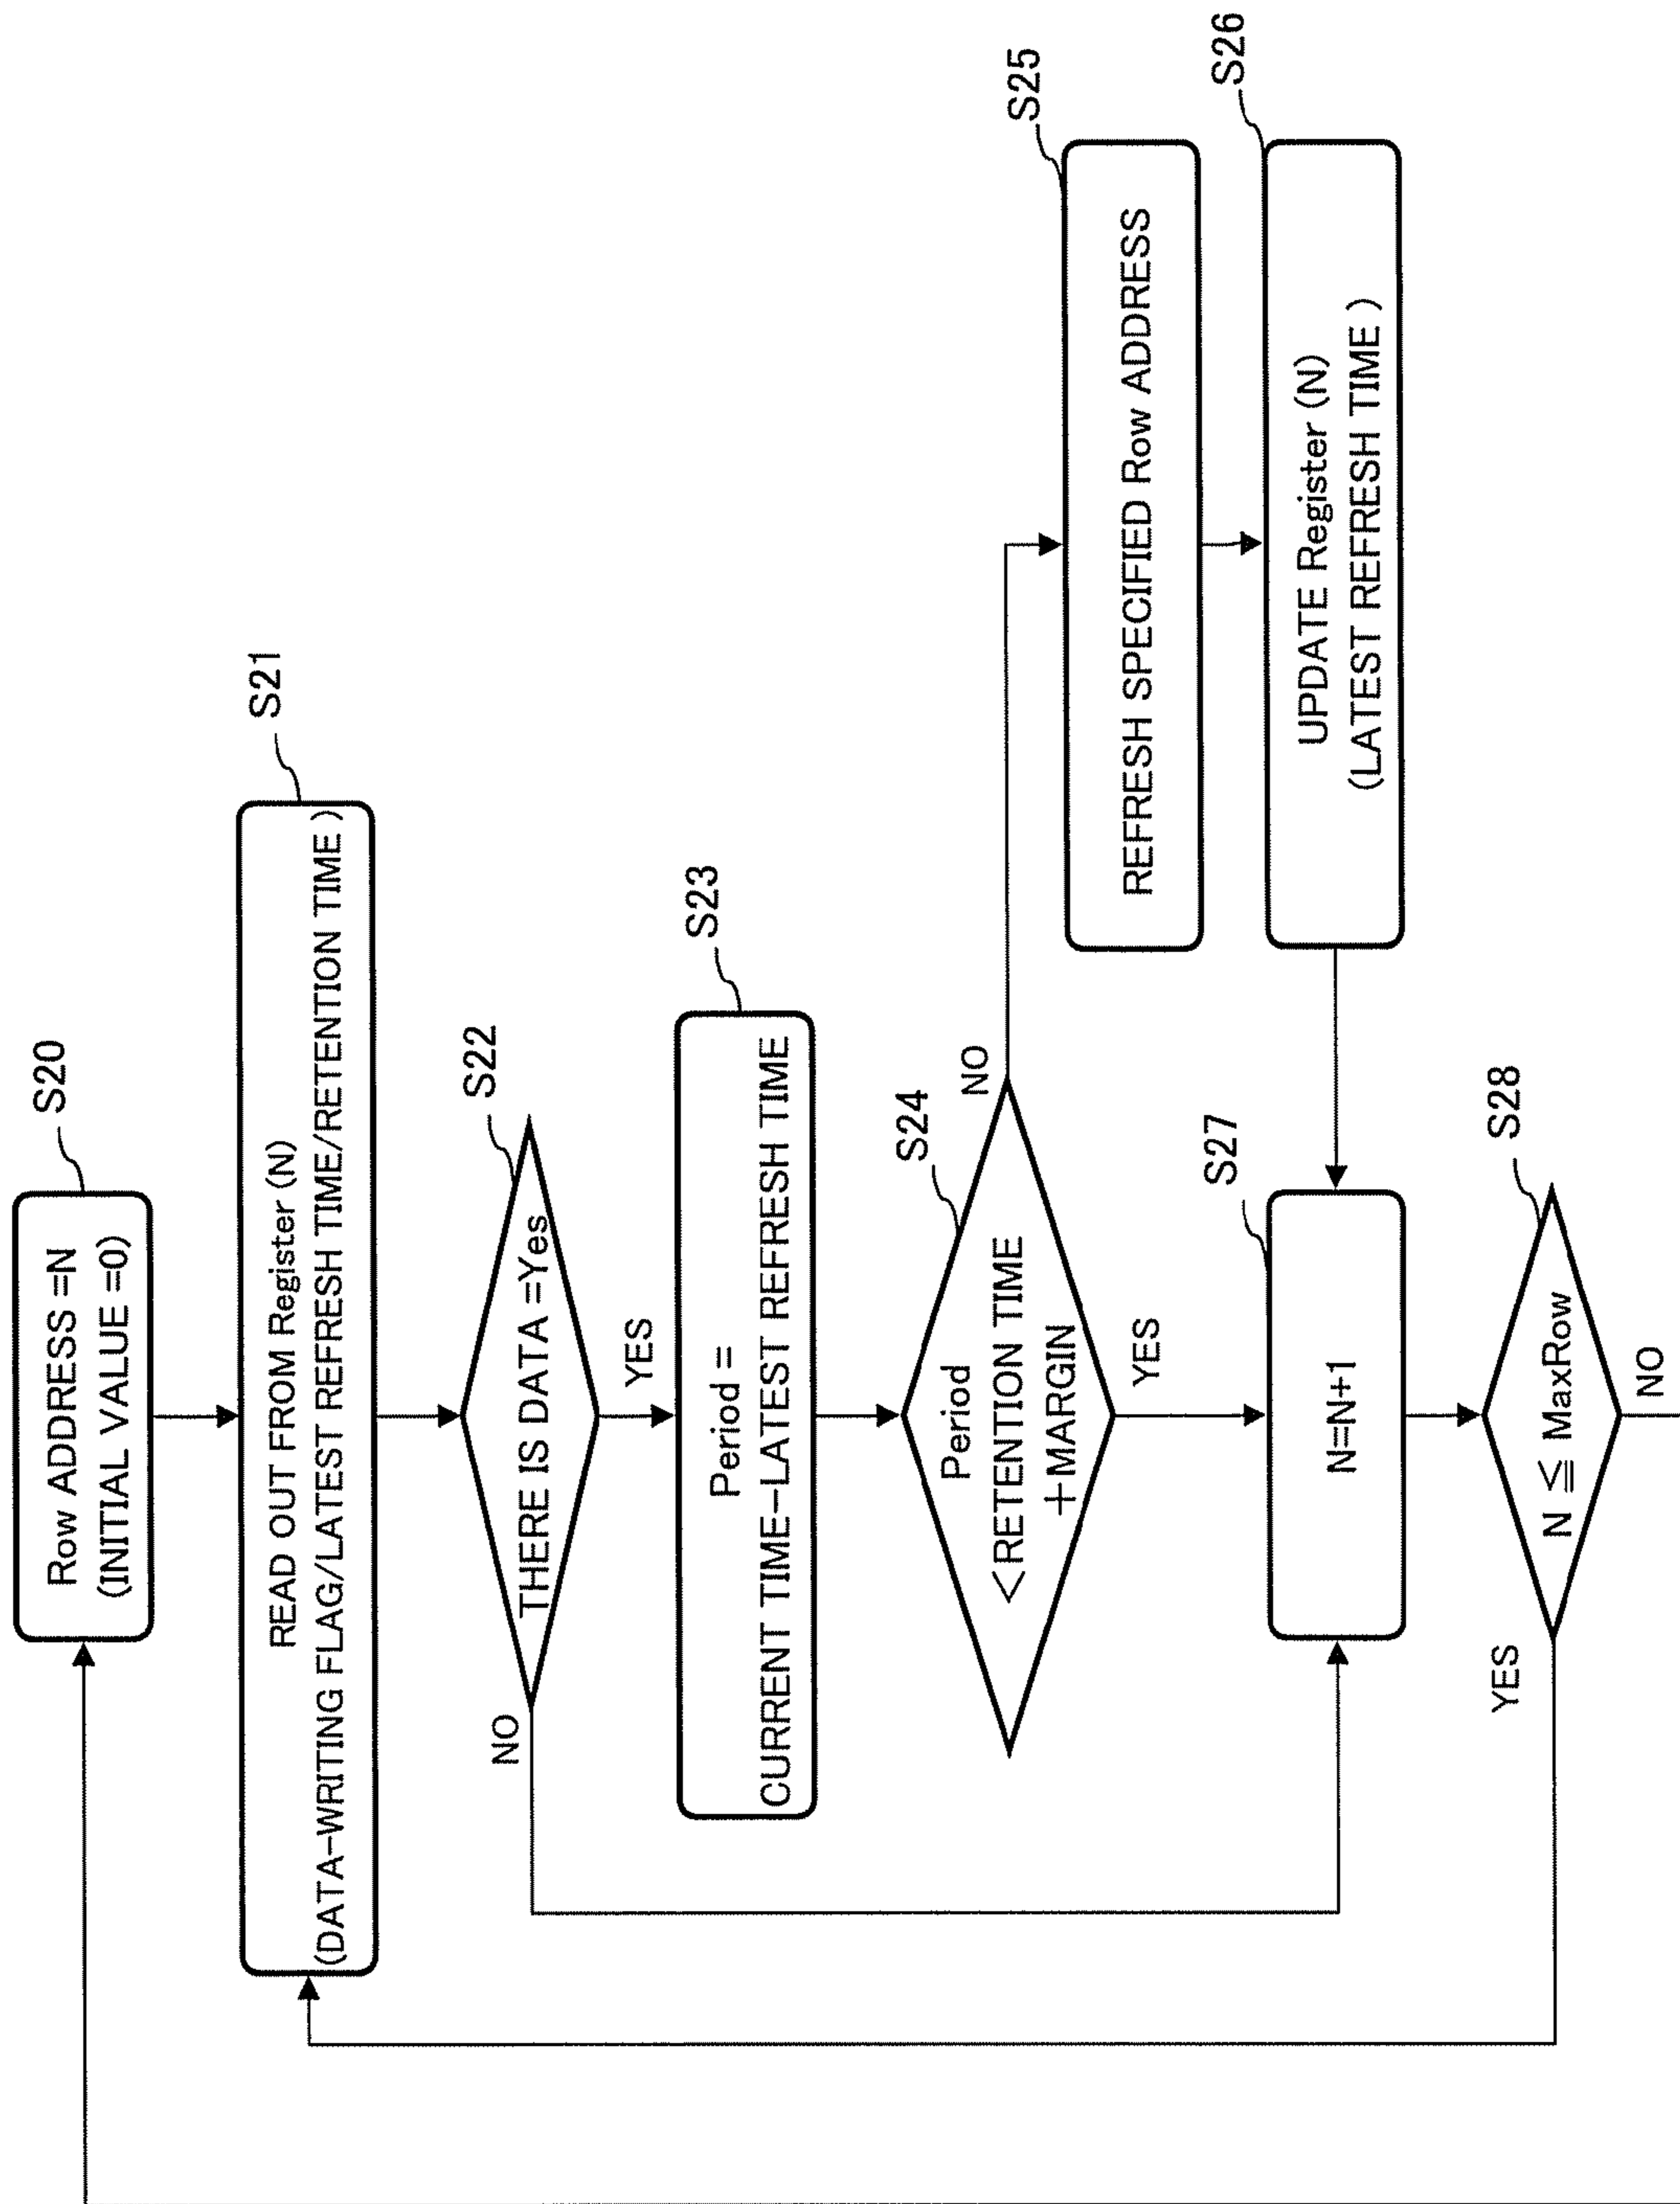 S20
Row ADDRESS =N
(INITIAL VALUE =0)
S21
READ OUT FROM Register (N)
(DATA-WRITING FLAG/LATEST REFRESH TIME/RETENTION TIME )
S22
THERE IS DATA =Yes
NO
YES
S23
Period =
CURRENT TIME-LATEST REFRESH TIME
S24
Period
<RETENTION TIME
+MARGIN
NO
YES
S25
REFRESH SPECIFIED Row ADDRESS
S26
UPDATE Register (N)
(LATEST REFRESH TIME )
S27
N=N+1
S28
N ≦ MaxRow
YES
NO